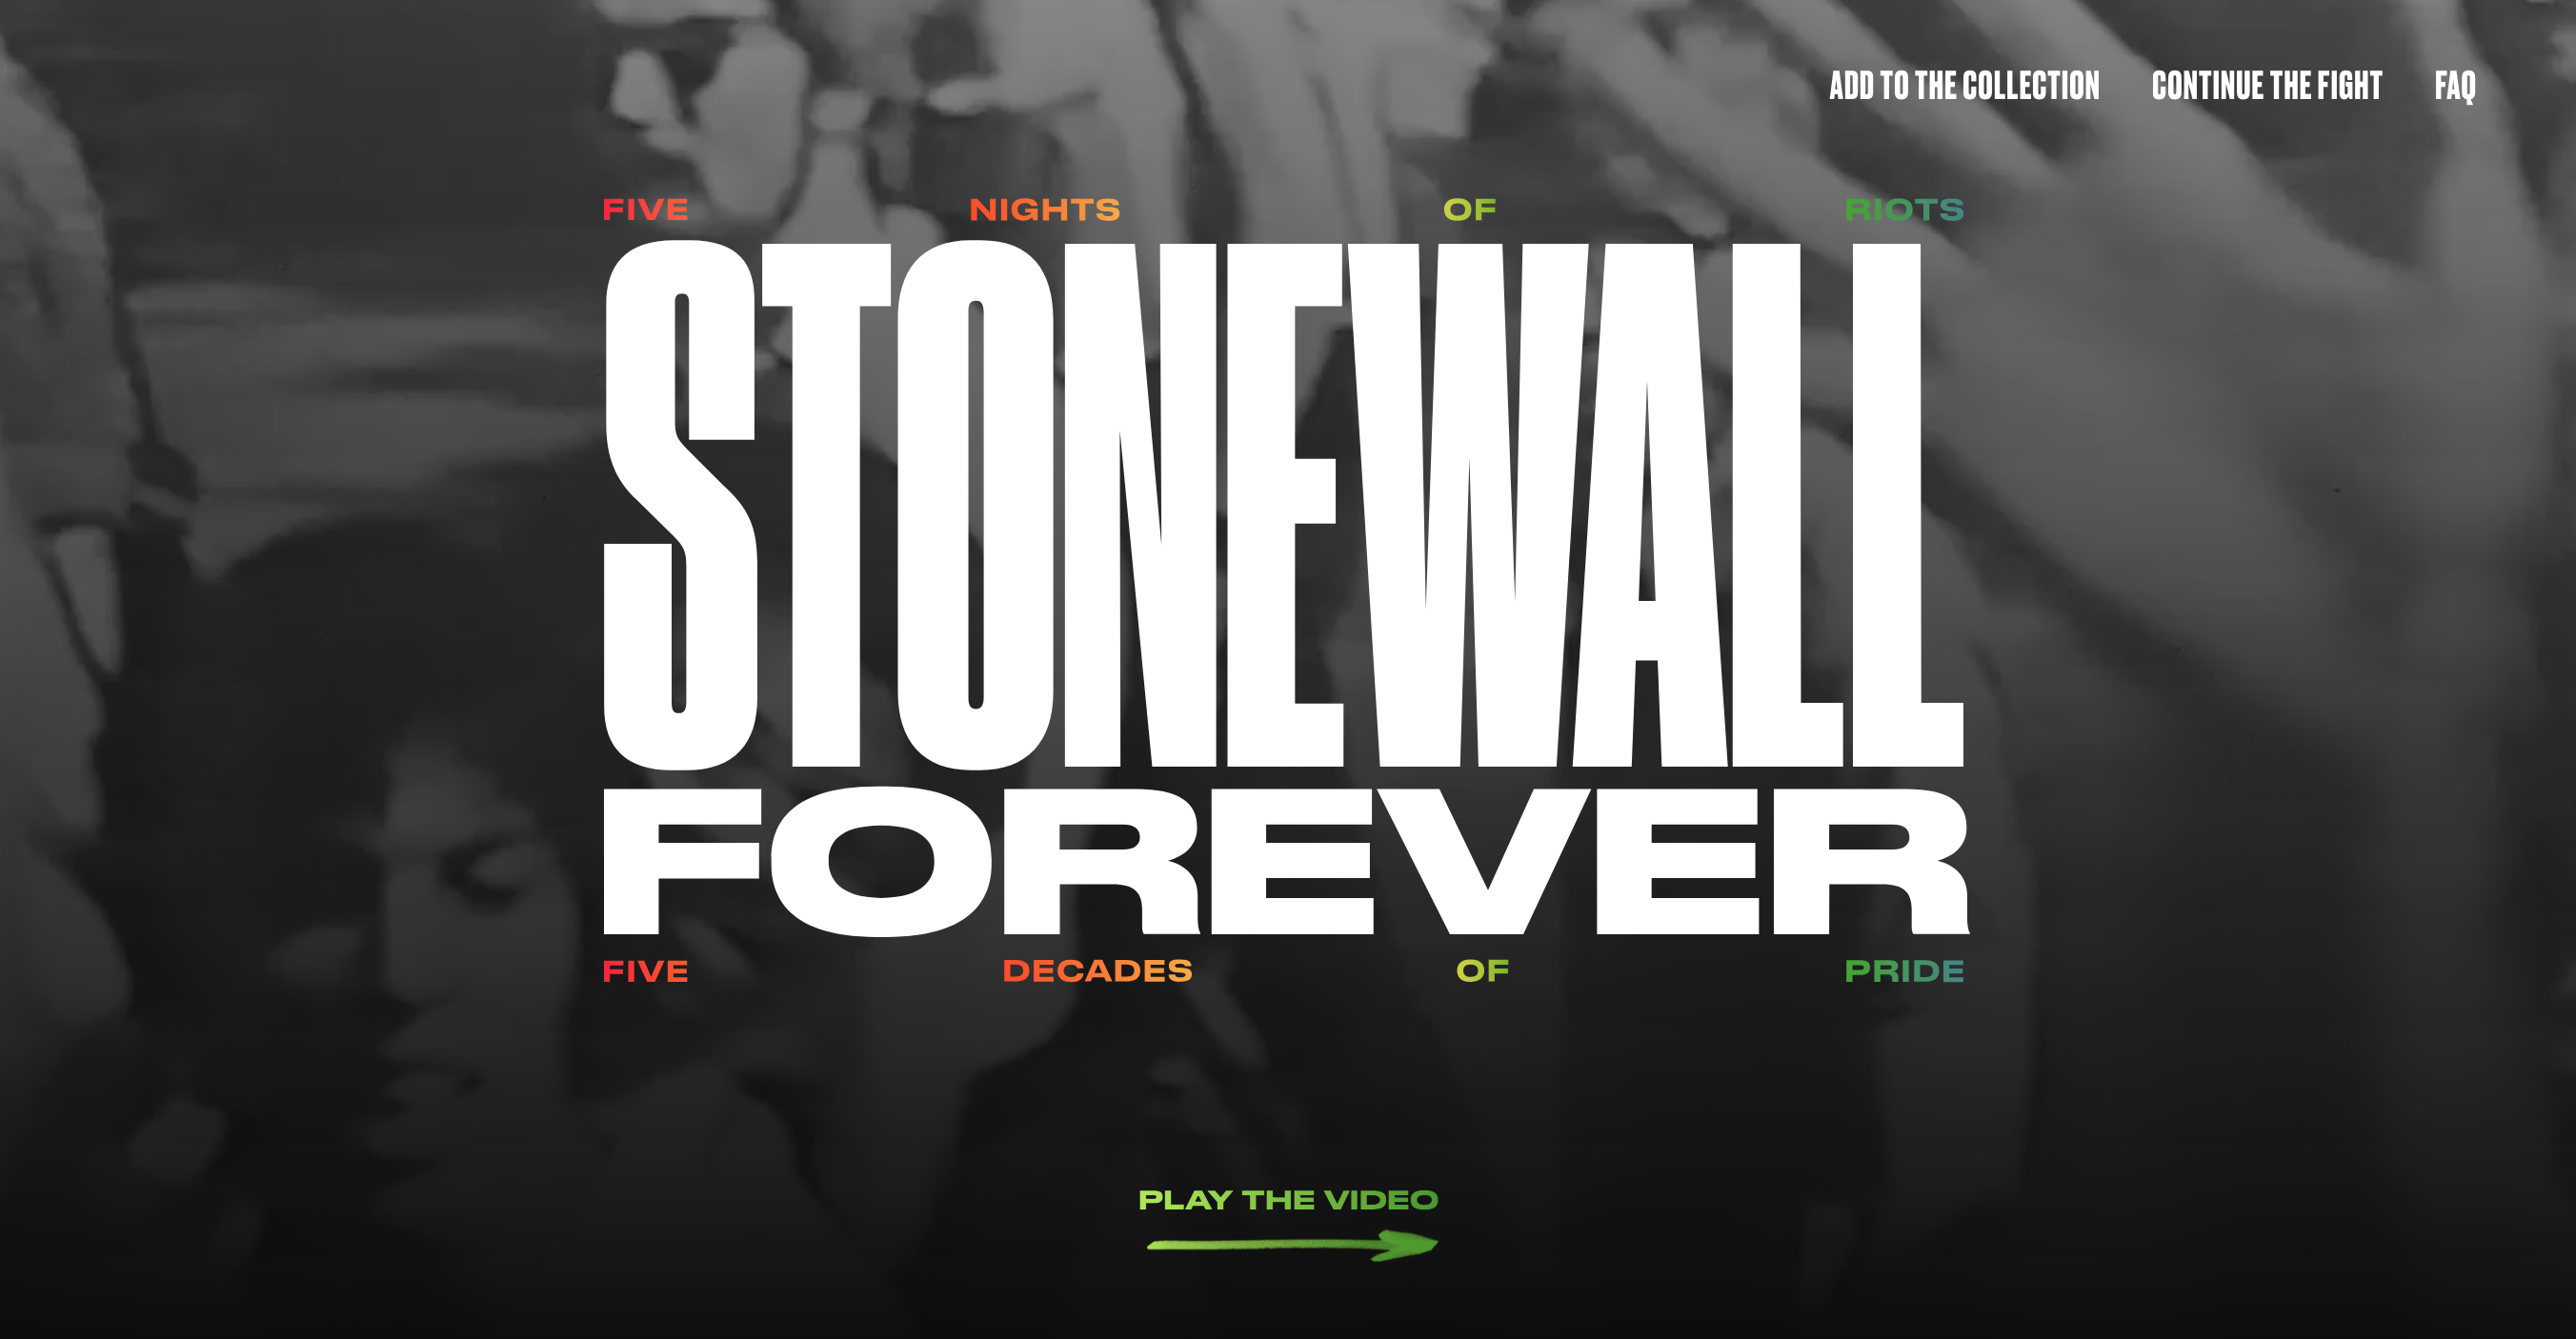 ADD TO THE COLLECTION CONTINUE THE FIGHT FAQ
FIVE NIGHTS OF RIOTS
STONEWALL
FOREVER
FIVE DECADES OF PRIDE
PLAY THE VIDEO